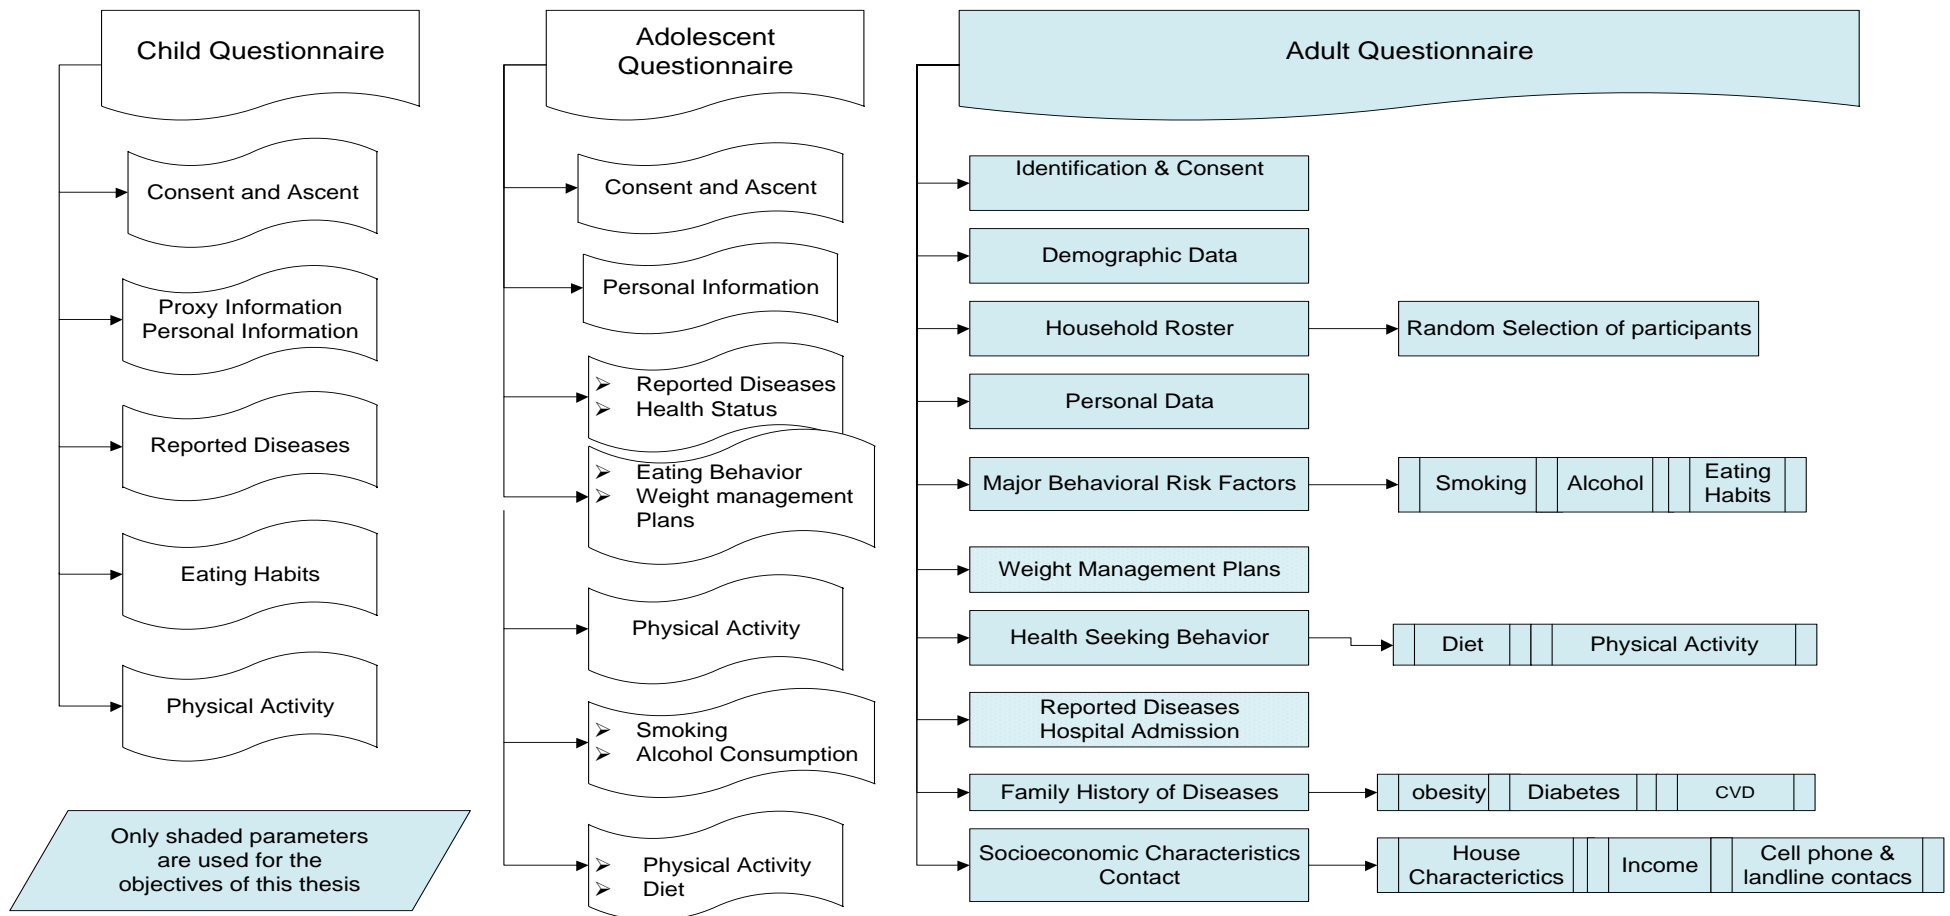 Child Questionnaire
Consent and Ascent
Proxy Information
Personal Information
Reported Diseases
Eating Habits
Physical Activity
Only shaded parameters
are used for the
objectives of this thesis
Adolescent
Questionnaire
Consent and Ascent
Personal Information
Reported Diseases
Health Status
Eating Behavior
Weight management
Plans
Physical Activity
Smoking
Alcohol Consumption
Physical Activity
Diet
Adult Questionnaire
Identification & Consent
Demographic Data
Household Roster
Random Selection of participants
Personal Data
Major Behavioral Risk Factors
Smoking
Alcohol
Eating
Habits
Weight Management Plans
Health Seeking Behavior
Diet
Physical Activity
Reported Diseases
Hospital Admission
Family History of Diseases
obesity
Diabetes
CVD
Socioeconomic Characteristics
Contact
House
Characterictics
Income
Cell phone &
landline contacs